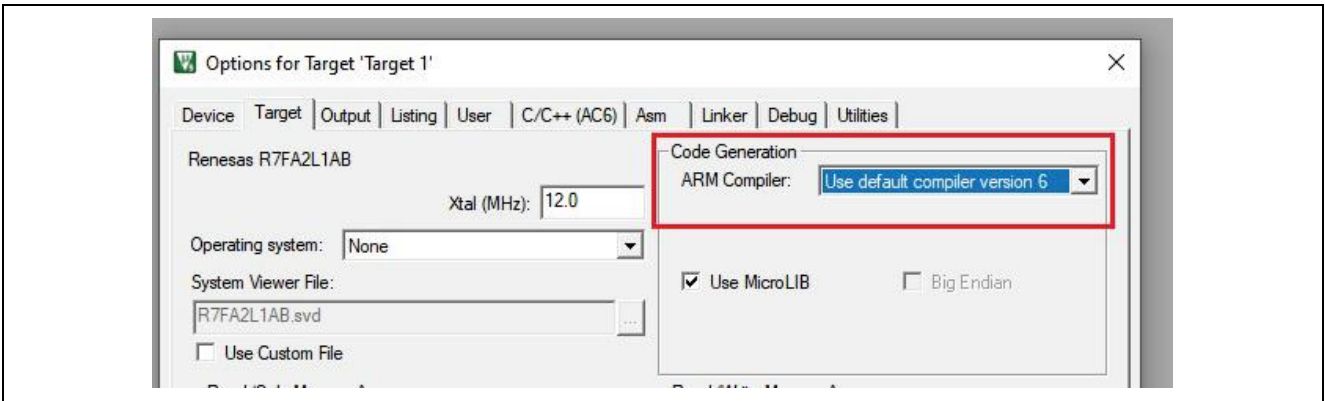 Options for Target 'Target 1'
Device Target Output Listing User C/C++ (AC6) Asm Linker Debug Utilities
Renesas R7FA2L1AB
Xtal (MHz): 12.0
Operating system: None
System Viewer File:
R7FA2L1AB.svd ...
Use Custom File
Code Generation
ARM Compiler: Use default compiler version 6
Use MicroLIB Big Endian